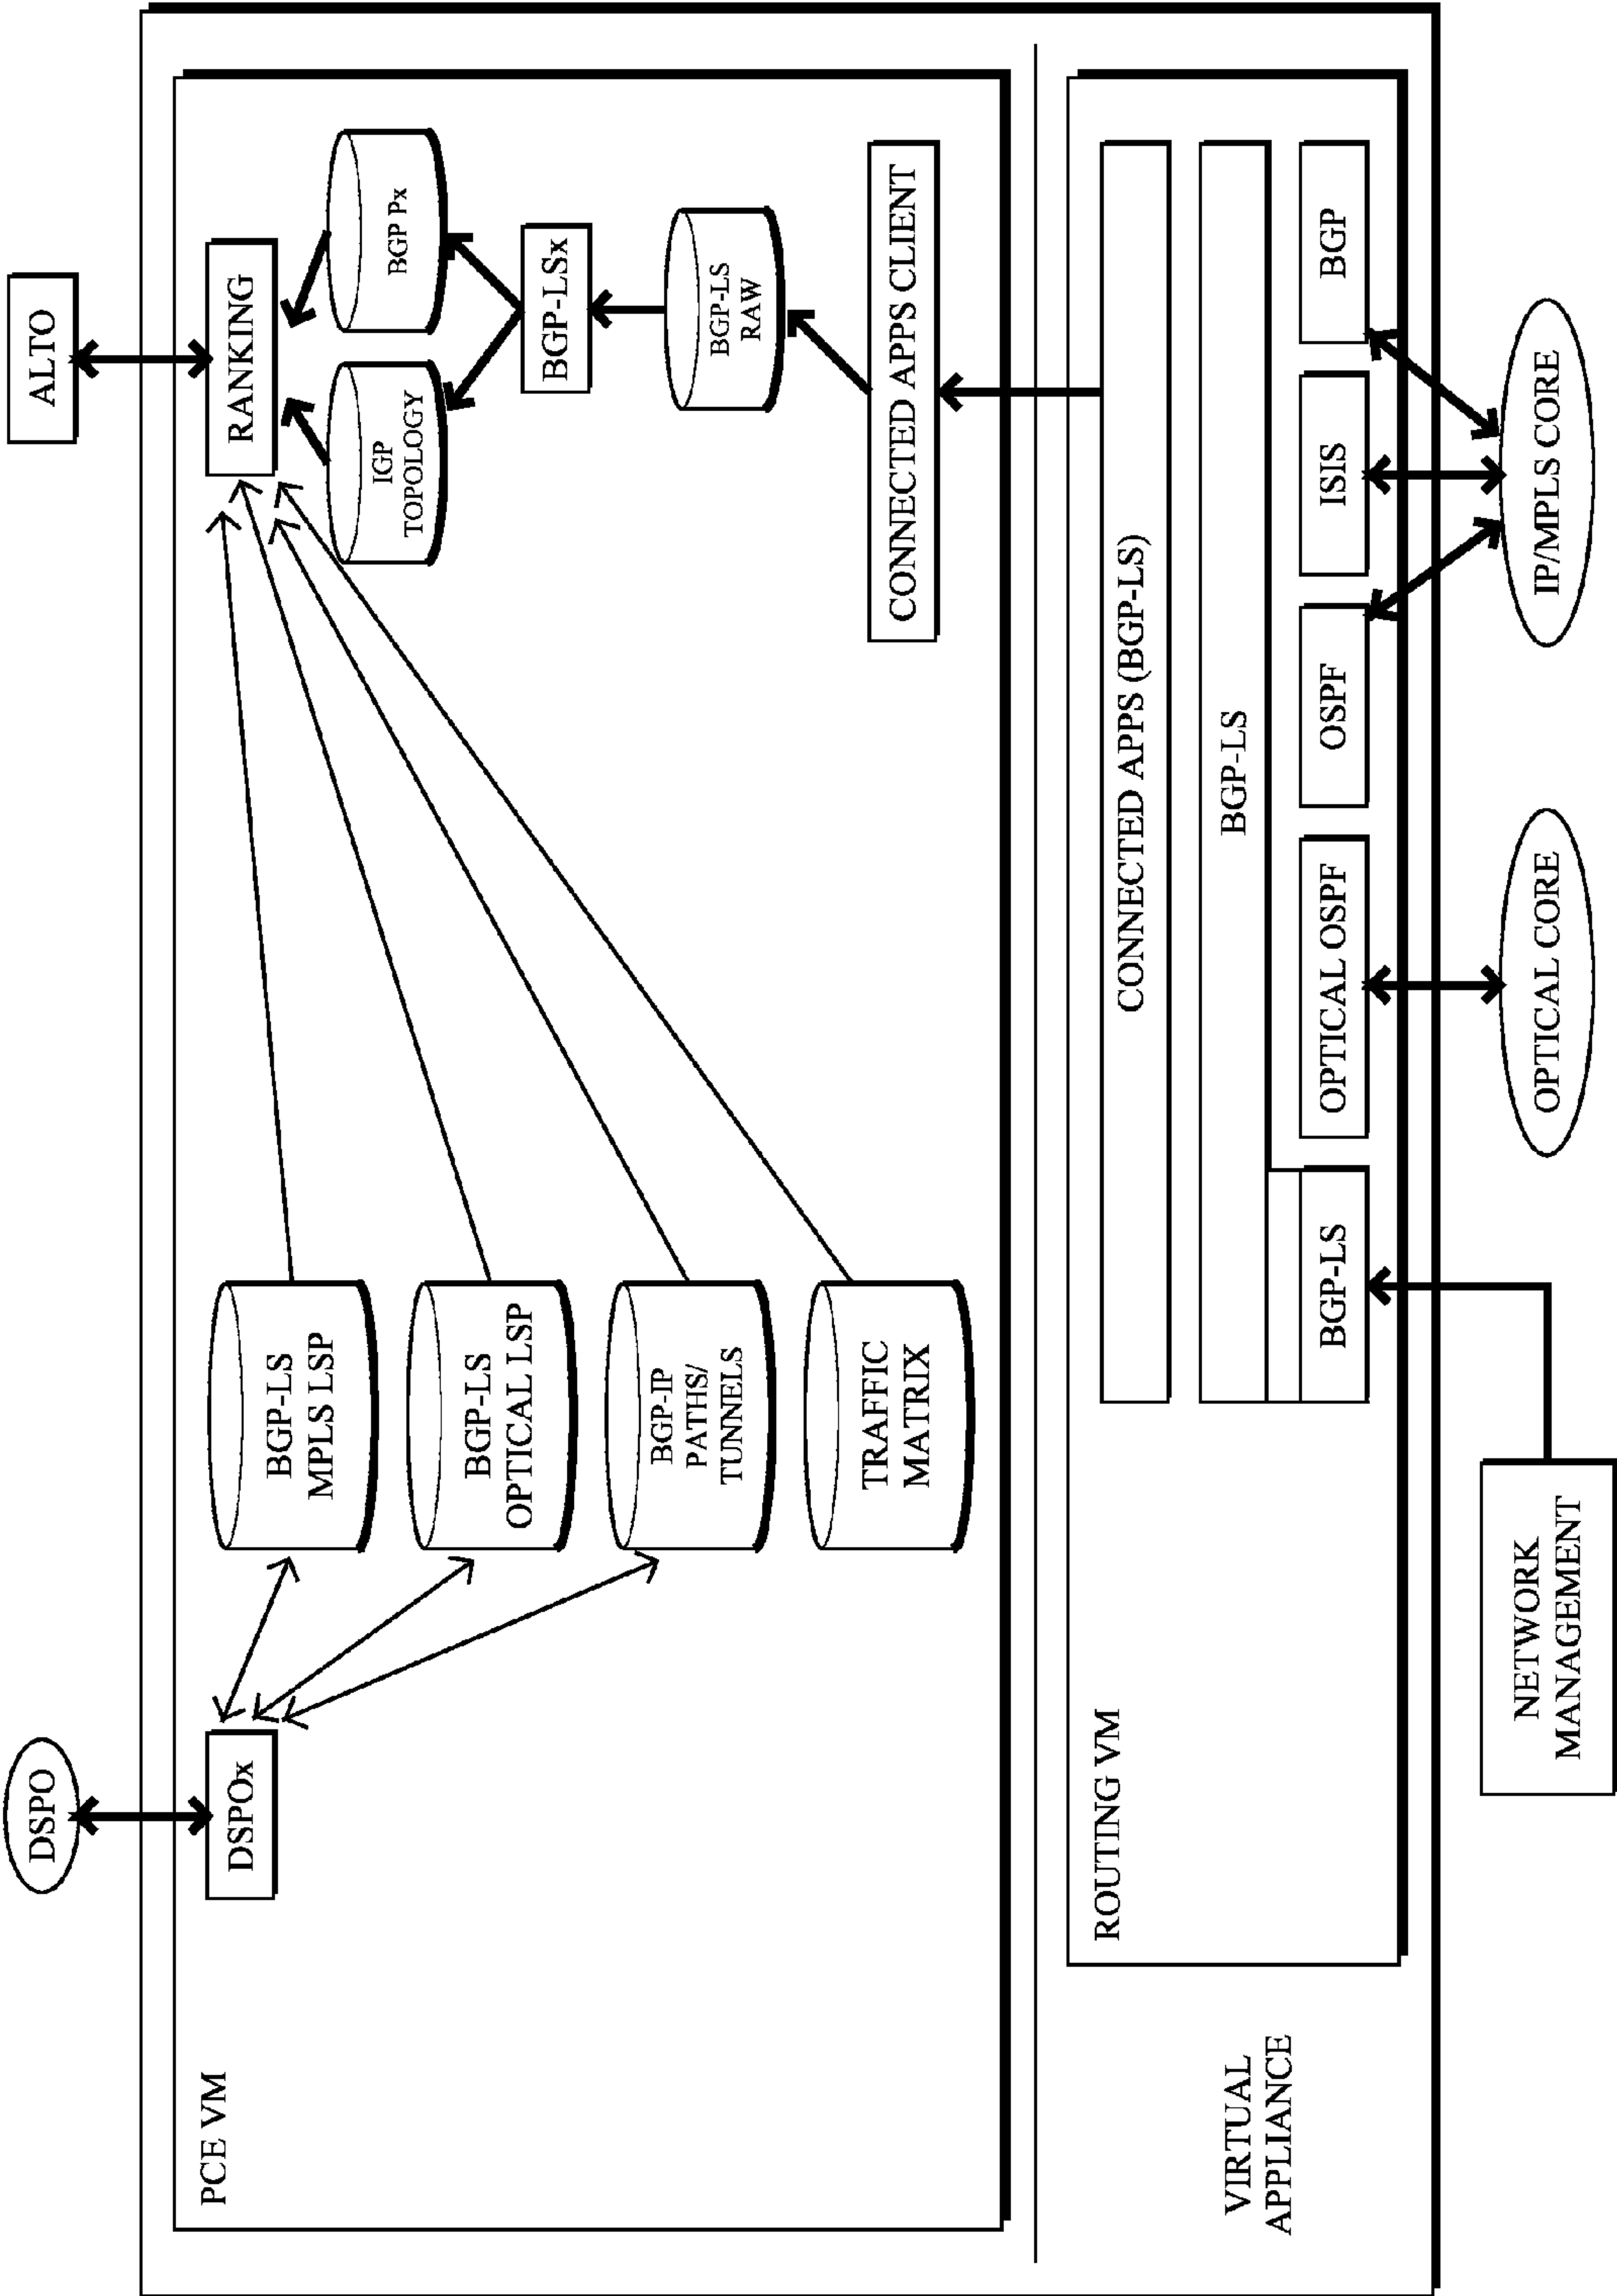 DSPO
ALTO
PCE VM
DSPOx
RANKING
BGP-LS
MPLS LSP
BGP-LS
OPTICAL LSP
BGP-IP
PATHS/
TUNNELS
TRAFFIC
MATRIX
IGP
TOPOLOGY
BGP Px
BGP-LSx
BGP-LS
RAW
CONNECTED APPS CLIENT
VIRTUAL
APPLIANCE
ROUTING VM
CONNECTED APPS (BGP-LS)
BGP-LS
BGP-LS
OPTICAL OSPF
OSPF
ISIS
BGP
NETWORK
MANAGEMENT
OPTICAL CORE
IP/MPLS CORE